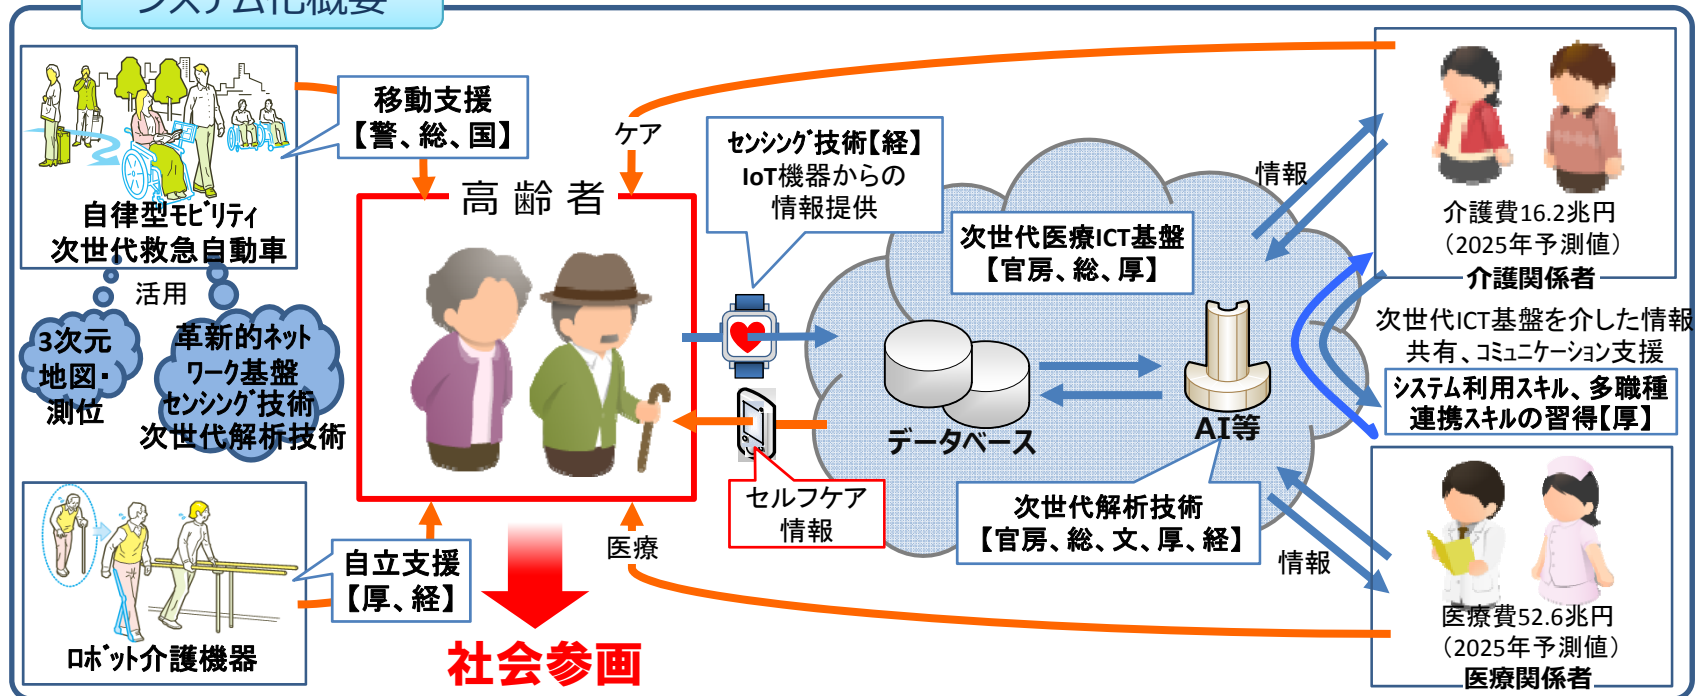 システム化概要
移動支援
【警、総、国】
自律型モビリティ
次世代救急自動車
活用
3次元
地図・
測位
革新的ネット
ワーク基盤
センシング技術
次世代解析技術
ロボット介護機器
自立支援
【厚、経】
高齢者
ケア
医療
社会参画
センシング技術【経】
IoT機器からの
情報提供
セルフケア
情報
次世代医療ICT基盤
【官房、総、厚】
データベース
AI等
次世代解析技術
【官房、総、文、厚、経】
情報
情報
介護費16.2兆円
（2025年予測値）
介護関係者
次世代ICT基盤を介した情報
共有、コミュニケーション支援
システム利用スキル、多職種
連携スキルの習得【厚】
医療費52.6兆円
（2025年予測値）
医療関係者